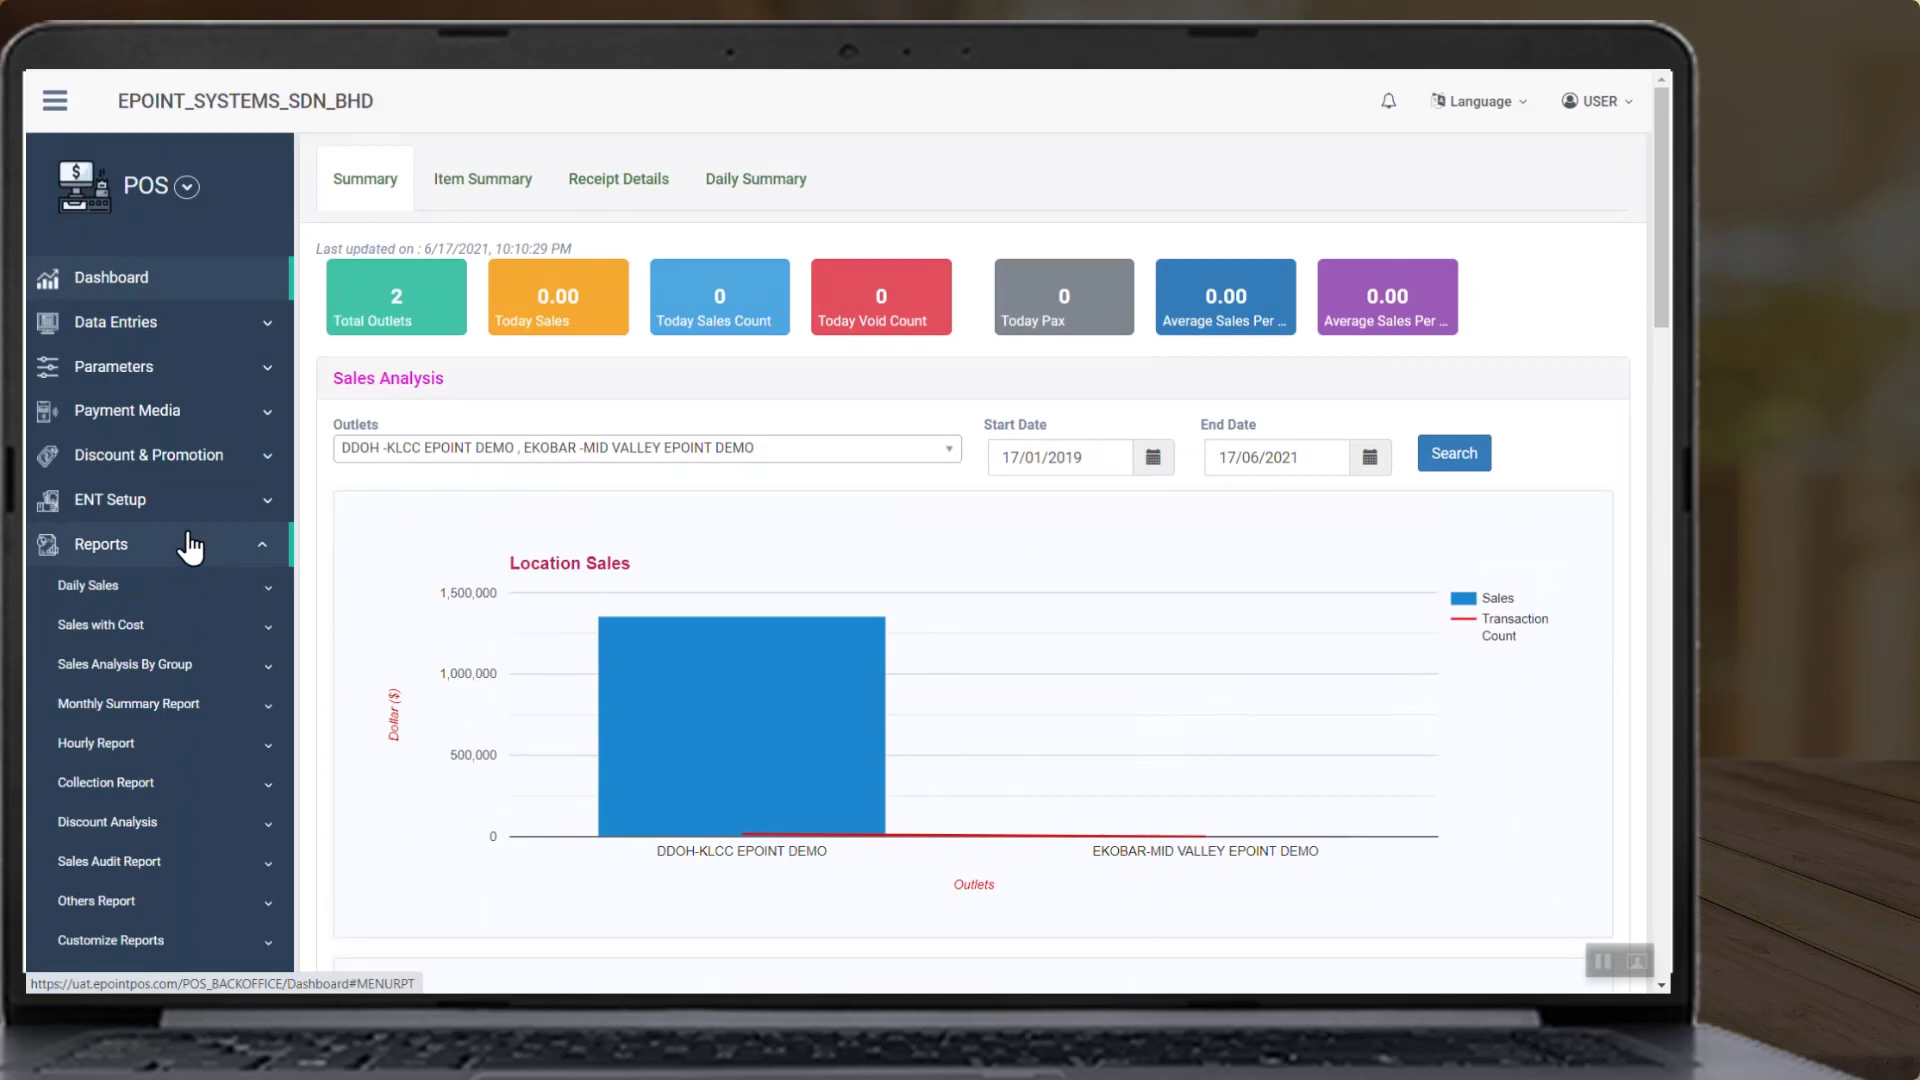 EPOINT_SYSTEMS_SDN_BHD
Language
USER
$
POS
Dashboard
Data Entries
Parameters
Payment Media
Discount & Promotion
ENT Setup
Reports
Daily Sales
Sales with Cost
Sales Analysis By Group
Monthly Summary Report
Hourly Report
Collection Report
Discount Analysis
Sales Audit Report
Others Report
Customize Reports
Summary
Item Summary
Receipt Details
Daily Summary
Last updated on : 6/17/2021, 10:10:29 PM
2
Total Outlets
0.00
Today Sales
0
Today Sales Count
0
Today Void Count
0
Today Pax
0.00
Average Sales Per ...
0.00
Average Sales Per ...
Sales Analysis
Outlets
DDOH -KLCC EPOINT DEMO , EKOBAR -MID VALLEY EPOINT DEMO
Start Date
17/01/2019
End Date
17/06/2021
Search
Location Sales
1,500,000
1,000,000
500,000
0
Dollar ($)
DDOH-KLCC EPOINT DEMO
EKOBAR-MID VALLEY EPOINT DEMO
Outlets
Sales
Transaction
Count
https://uat.epointpos.com/POS_BACKOFFICE/Dashboard#MENURPT